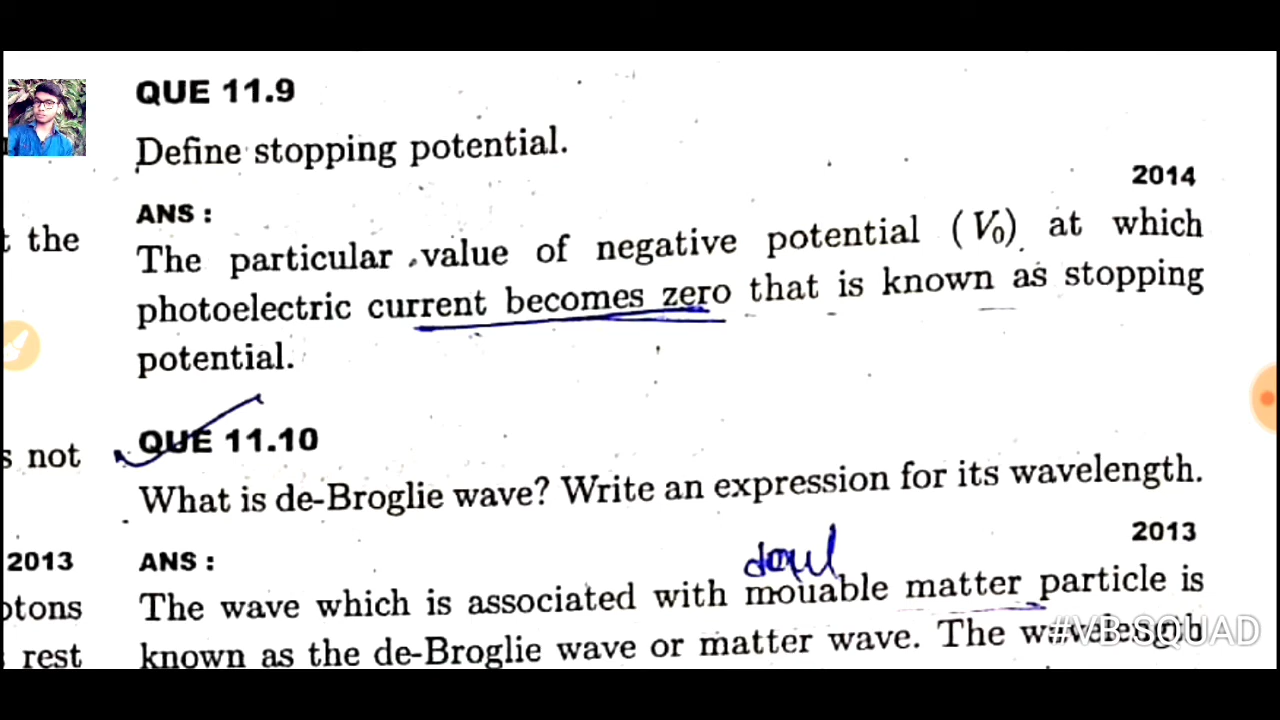 QUE 11.9
Define stopping potential.
2014
ANS :
t the
The particular value of negative potential (V₀) at which
photoelectric current becomes zero that is known as stopping
potential.
s not
QUE 11.10
What is de-Broglie wave? Write an expression for its wavelength.
2013
2013
ANS :
otons
The wave which is associated with mouable matter particle is
rest
known as the de-Broglie wave or matter wave. The wavelength
#VB SQUAD